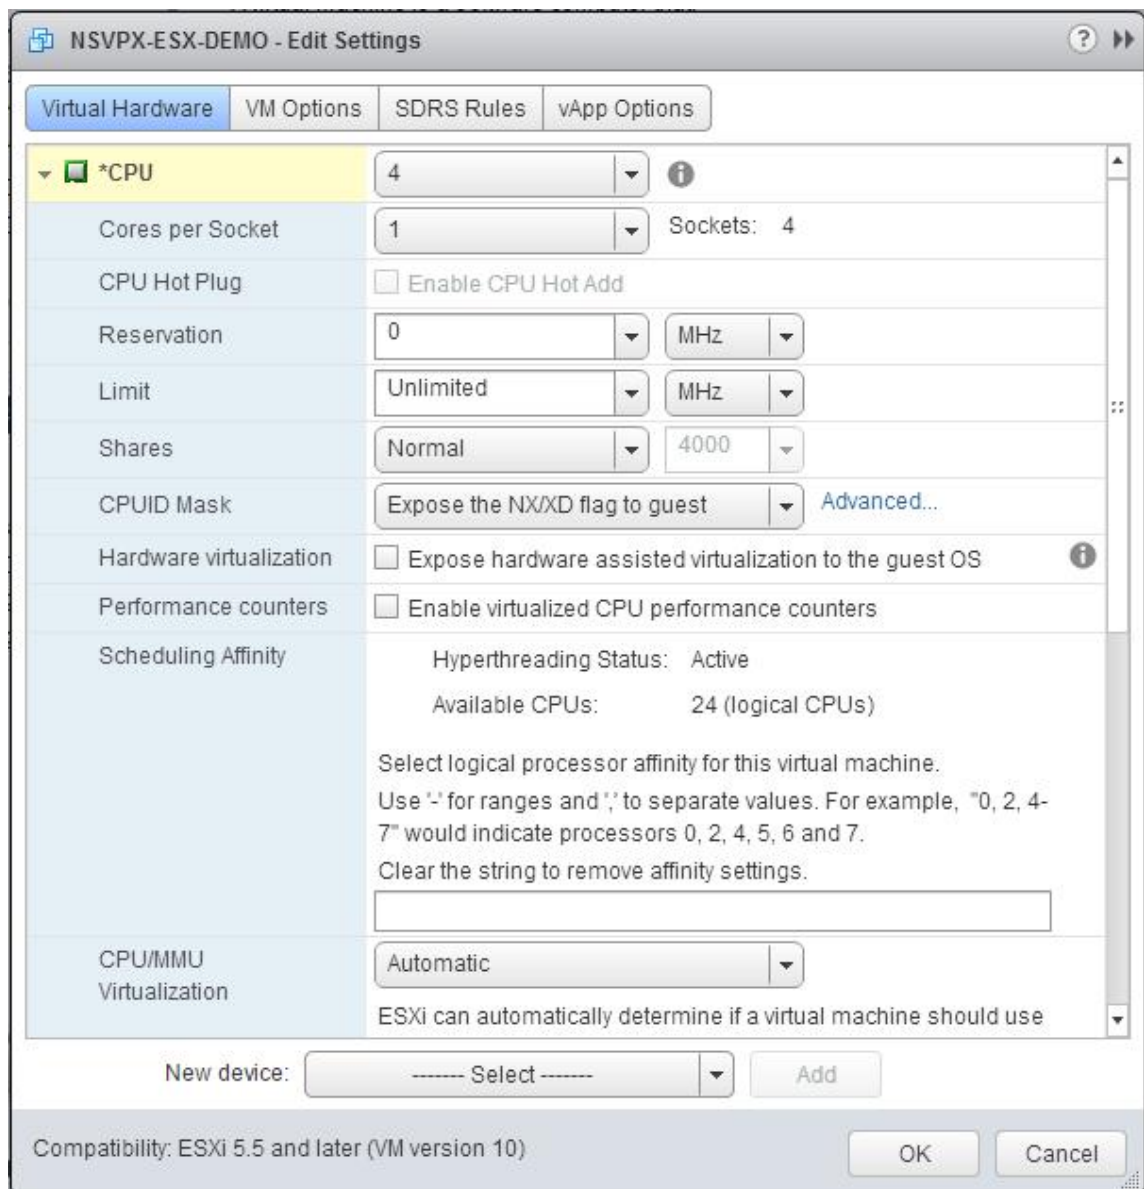 NSVPX-ESX-DEMO - Edit Settings
Virtual Hardware VM Options SDRS Rules vApp Options
*CPU 4
Cores per Socket 1 Sockets: 4
CPU Hot Plug Enable CPU Hot Add
Reservation 0 MHz
Limit Unlimited MHz
Shares Normal 4000
CPUID Mask Expose the NX/XD flag to guest Advanced...
Hardware virtualization Expose hardware assisted virtualization to the guest OS
Performance counters Enable virtualized CPU performance counters
Scheduling Affinity Hyperthreading Status: Active
Available CPUs: 24 (logical CPUs)
Select logical processor affinity for this virtual machine.
Use '-' for ranges and ',' to separate values. For example, "0, 2, 4-
7" would indicate processors 0, 2, 4, 5, 6 and 7.
Clear the string to remove affinity settings.
CPU/MMU
Virtualization
Automatic
ESXi can automatically determine if a virtual machine should use
New device: ------- Select ------- Add
Compatibility: ESXi 5.5 and later (VM version 10) OK Cancel